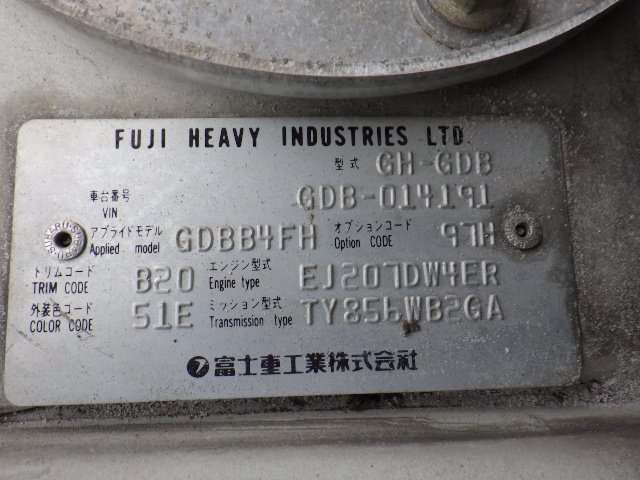 FUJI HEAVY INDUSTRIES LTD.
型式 GH-GDB
車台番号 VIN GDB-014191
アプライドモデル Applied model GDBB4FH オプションコード Option CODE 97H
トリムコード TRIM CODE B20 エンジン型式 Engine type EJ207DW4ER
外装色コード COLOR CODE 51E ミッション型式 Transmission type TY856WB2GA
富士重工業株式会社